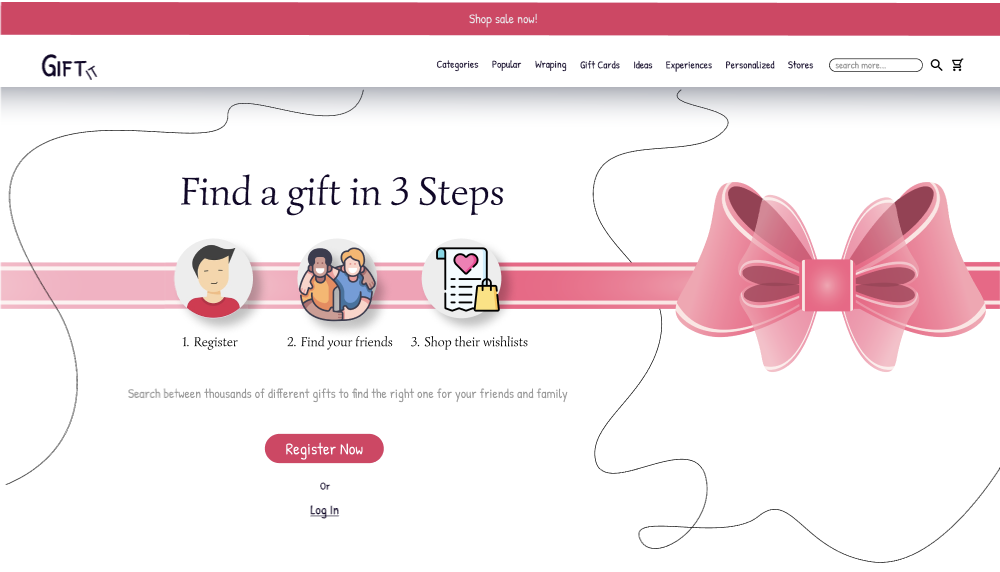 Shop sale now!
GIFT IT
Categories Popular Wraping Gift Cards Ideas Experiences Personalized Stores search more...
Find a gift in 3 Steps
1. Register 2. Find your friends 3. Shop their wishlists
Search between thousands of different gifts to find the right one for your friends and family
Register Now
Or
Log In